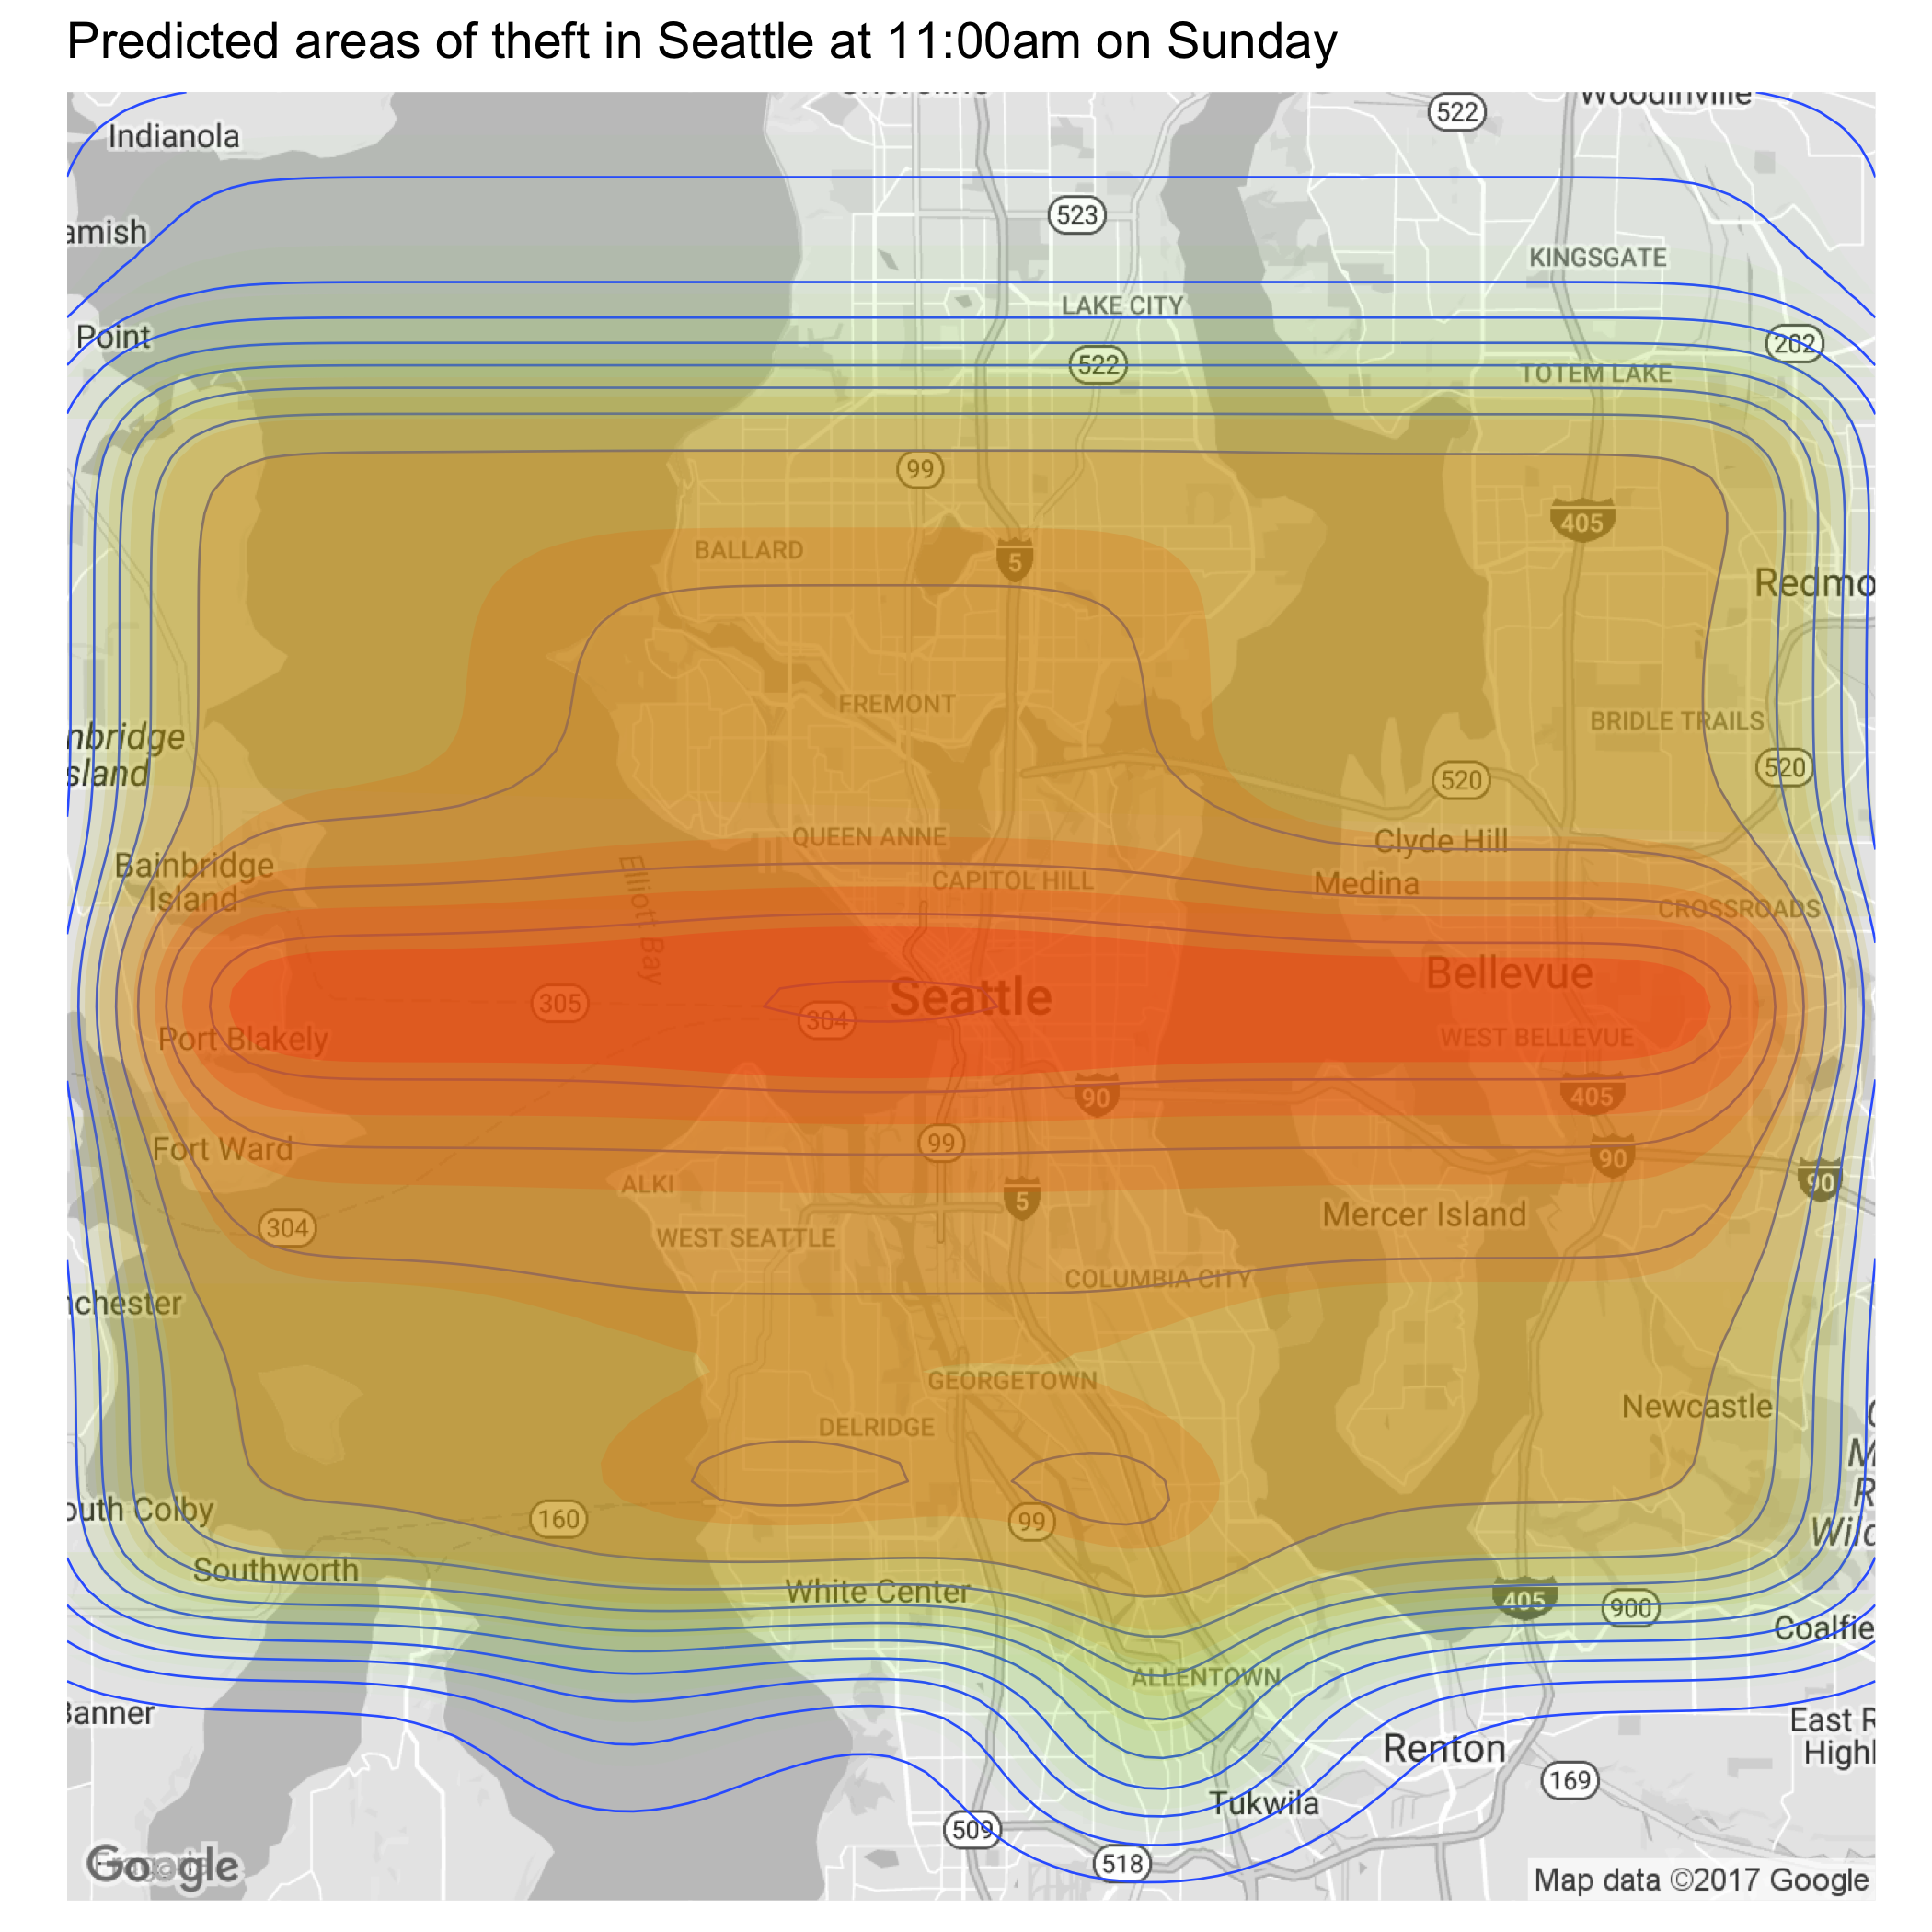 Predicted areas of theft in Seattle at 11:00am on Sunday
Woodinville
522
Indianola
523
amish
KINGSGATE
LAKE CITY
Point
202
522
TOTEM LAKE
99
405
BALLARD
5
Redmo
FREMONT
BRIDLE TRAILS
nbridge
sland
520
520
QUEEN ANNE
Clyde Hill
Bainbridge
Island
CAPITOL HILL
Medina
CROSSROADS
Elliott Bay
Bellevue
Seattle
305
304
Port Blakely
WEST BELLEVUE
90
405
99
Fort Ward
90
90
ALKI
5
304
Mercer Island
WEST SEATTLE
COLUMBIA CITY
nchester
GEORGETOWN
Newcastle
DELRIDGE
M
R
Wild
outh Colby
160
99
Southworth
White Center
405
900
Coalfie
ALLENTOWN
Banner
East R
Highl
Renton
169
Tukwila
509
518
Google
Map data ©2017 Google